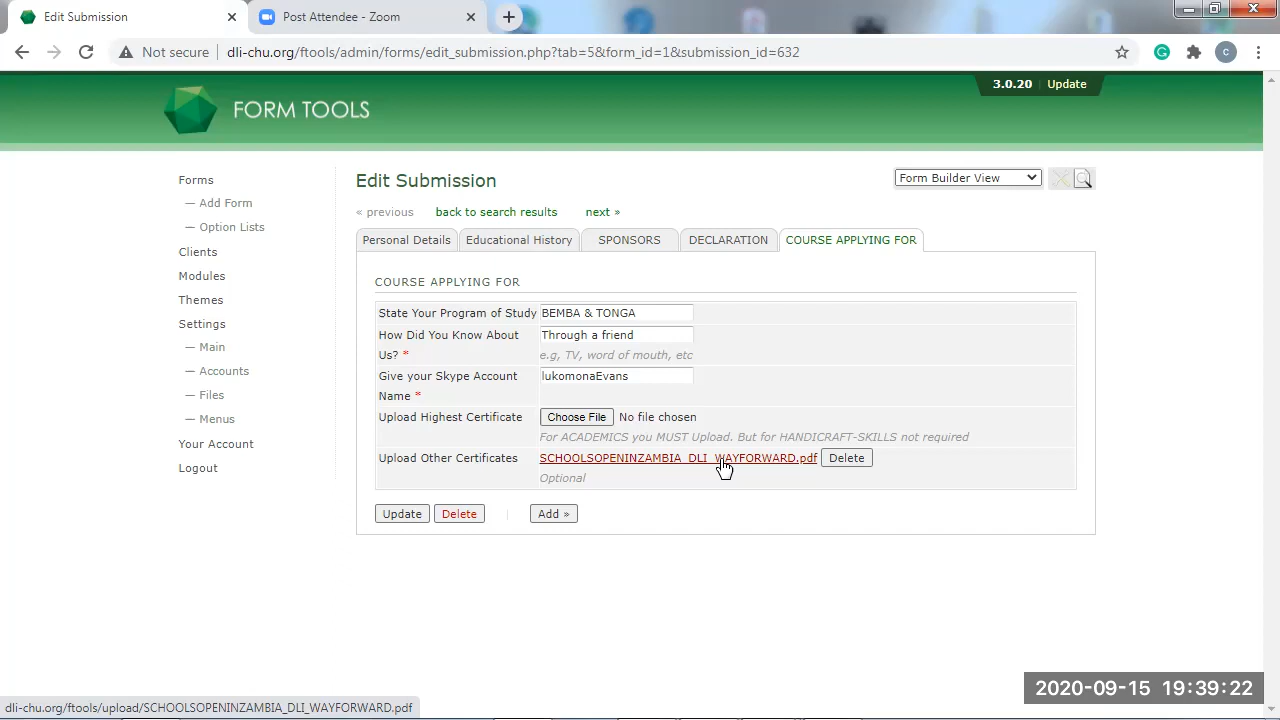 Edit Submission
Post Attendee - Zoom
Not secure
dli-chu.org/ftools/admin/forms/edit_submission.php?tab=5&form_id=1&submission_id=632
G
c
3.0.20
Update
FORM TOOLS
Forms
— Add Form
— Option Lists
Clients
Modules
Themes
Settings
— Main
— Accounts
— Files
— Menus
Your Account
Logout
Edit Submission
Form Builder View
« previous
back to search results
next »
Personal Details
Educational History
SPONSORS
DECLARATION
COURSE APPLYING FOR
COURSE APPLYING FOR
State Your Program of Study
BEMBA & TONGA
How Did You Know About Us? *
Through a friend
e.g, TV, word of mouth, etc
Give your Skype Account Name *
lukomonaEvans
Upload Highest Certificate
Choose File
No file chosen
For ACADEMICS you MUST Upload. But for HANDICRAFT-SKILLS not required
Upload Other Certificates
SCHOOLSOPENINZAMBIA_DLI_WAYFORWARD.pdf
Delete
Optional
Update
Delete
Add »
2020-09-15 19:39:22
dli-chu.org/ftools/upload/SCHOOLSOPENINZAMBIA_DLI_WAYFORWARD.pdf